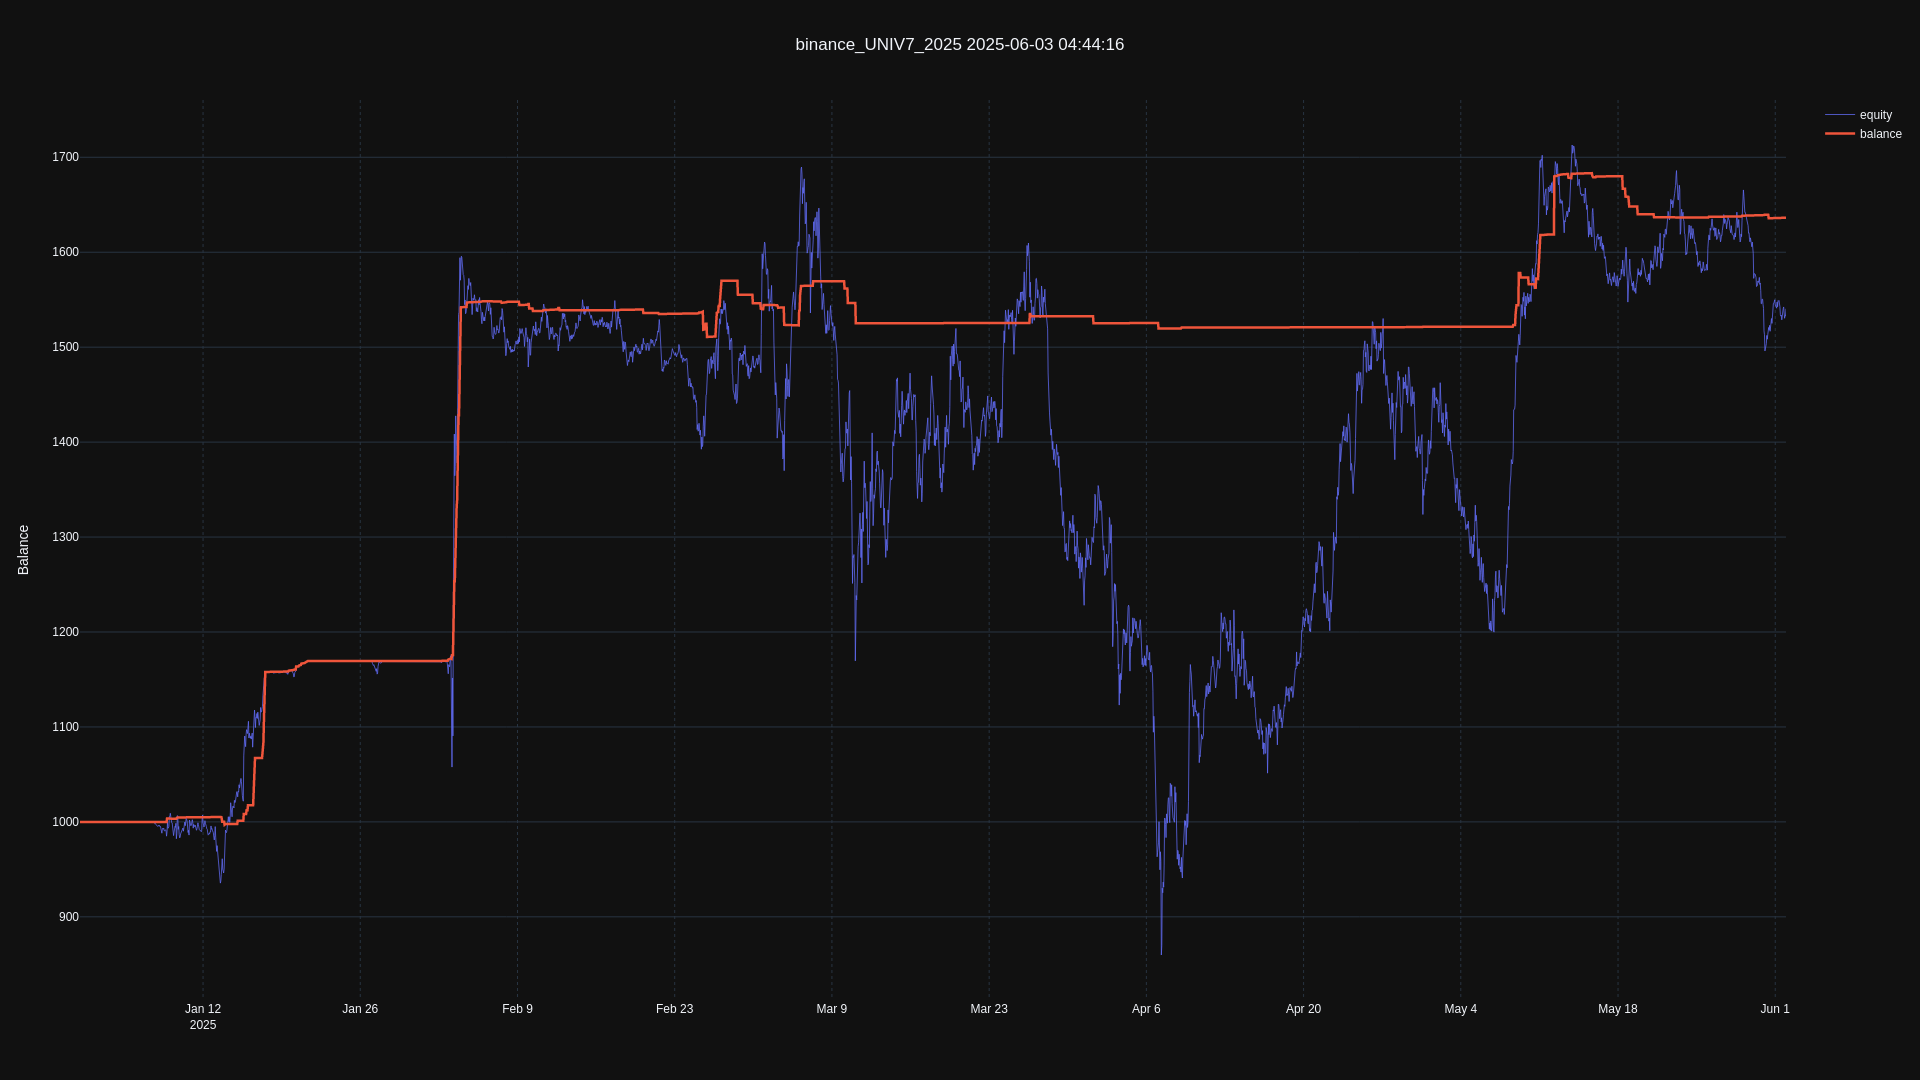 binance_UNIV7_2025 2025-06-03 04:44:16
equity
balance
Balance
1700
1600
1500
1400
1300
1200
1100
1000
900
Jan 12
2025
Jan 26
Feb 9
Feb 23
Mar 9
Mar 23
Apr 6
Apr 20
May 4
May 18
Jun 1